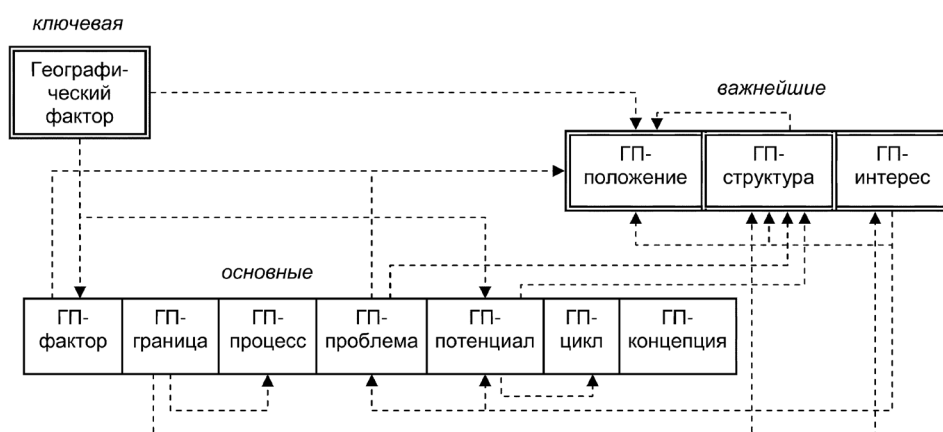 ключевая
Географи-
ческий
фактор
важнейшие
ГП-
положение
ГП-
структура
ГП-
интерес
основные
ГП-
фактор
ГП-
граница
ГП-
процесс
ГП-
проблема
ГП-
потенциал
ГП-
цикл
ГП-
концепция